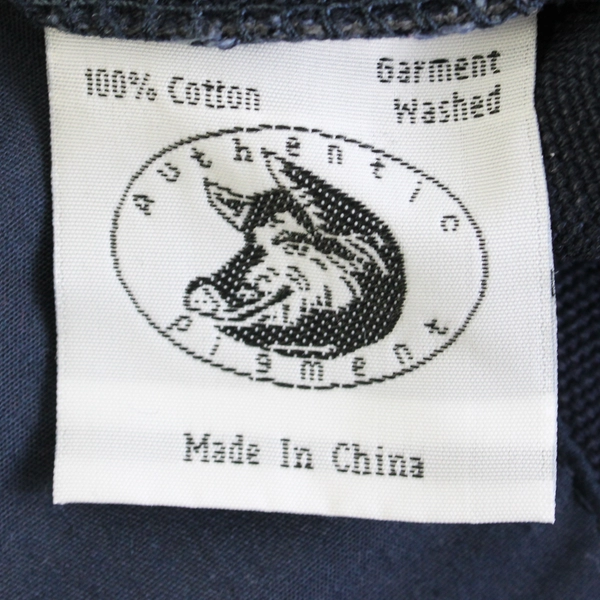 100% Cotton
Garment
Washed
authentic
pigment
Made In China